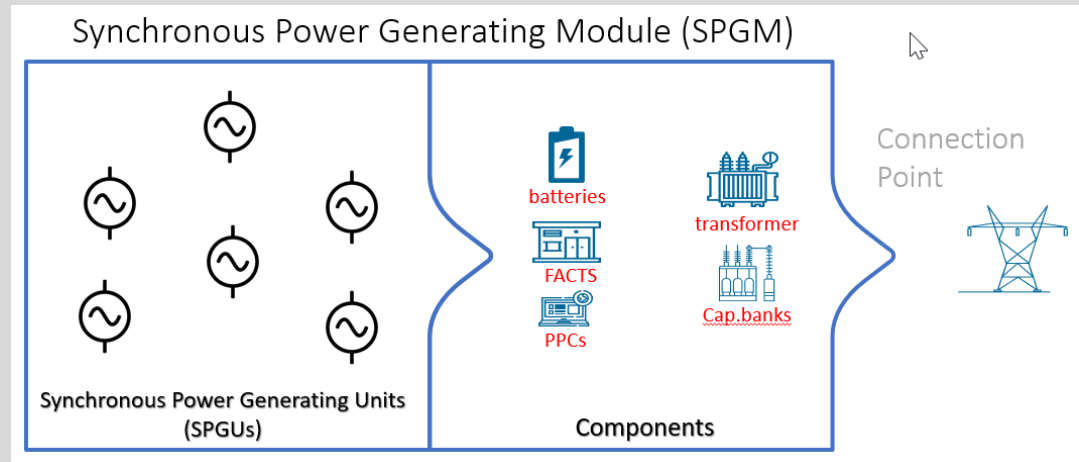 Synchronous Power Generating Module (SPGM)
Connection
Point
batteries
transformer
FACTS
Cap.banks
PPCs
Synchronous Power Generating Units
(SPGUs)
Components